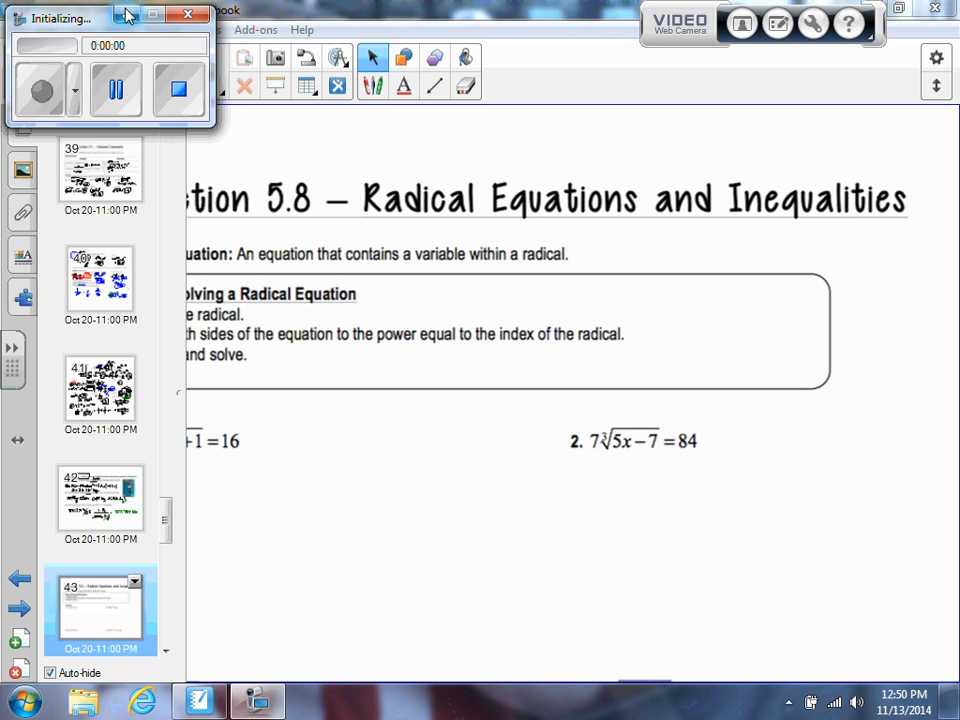 Initializing...
book
0:00:00
Add-ons Help
VIDEO
Web Camera
39
Oct 20-11:00 PM
40
Oct 20-11:00 PM
41
Oct 20-11:00 PM
42
Oct 20-11:00 PM
43
Oct 20-11:00 PM
Auto-hide
ction 5.8 – Radical Equations and Inequalities
uation: An equation that contains a variable within a radical.
olving a Radical Equation
e radical.
th sides of the equation to the power equal to the index of the radical.
and solve.
+1 = 16
2. 7∛(5x − 7) = 84
12:50 PM
11/13/2014